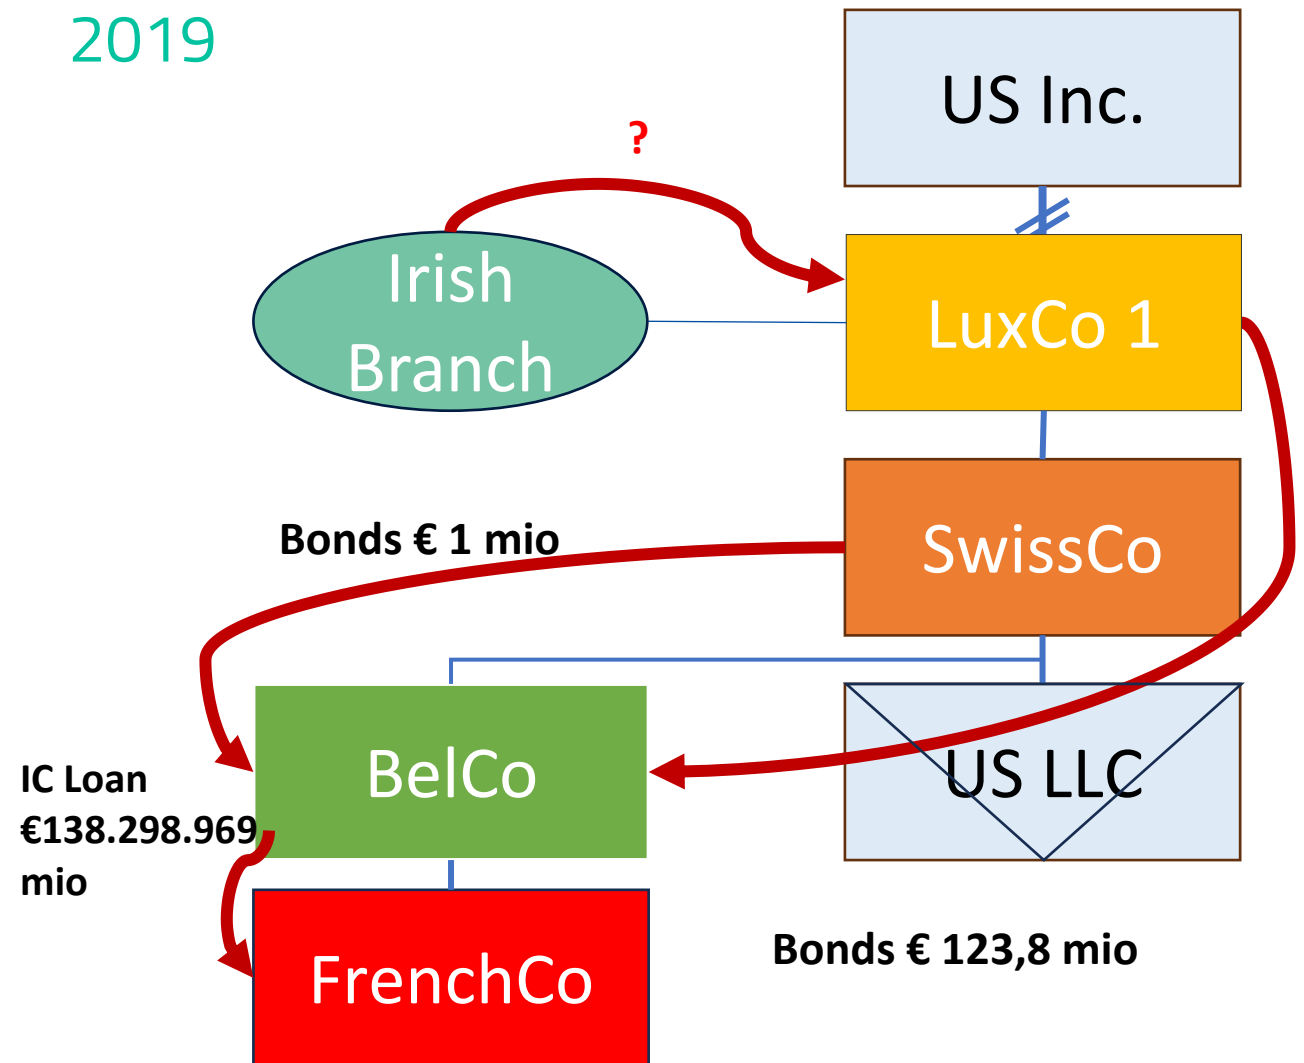 2019
US Inc.
?
Irish
Branch
LuxCo 1
Bonds € 1 mio
SwissCo
IC Loan
€138.298.969
mio
BelCo
US LLC
Bonds € 123,8 mio
FrenchCo